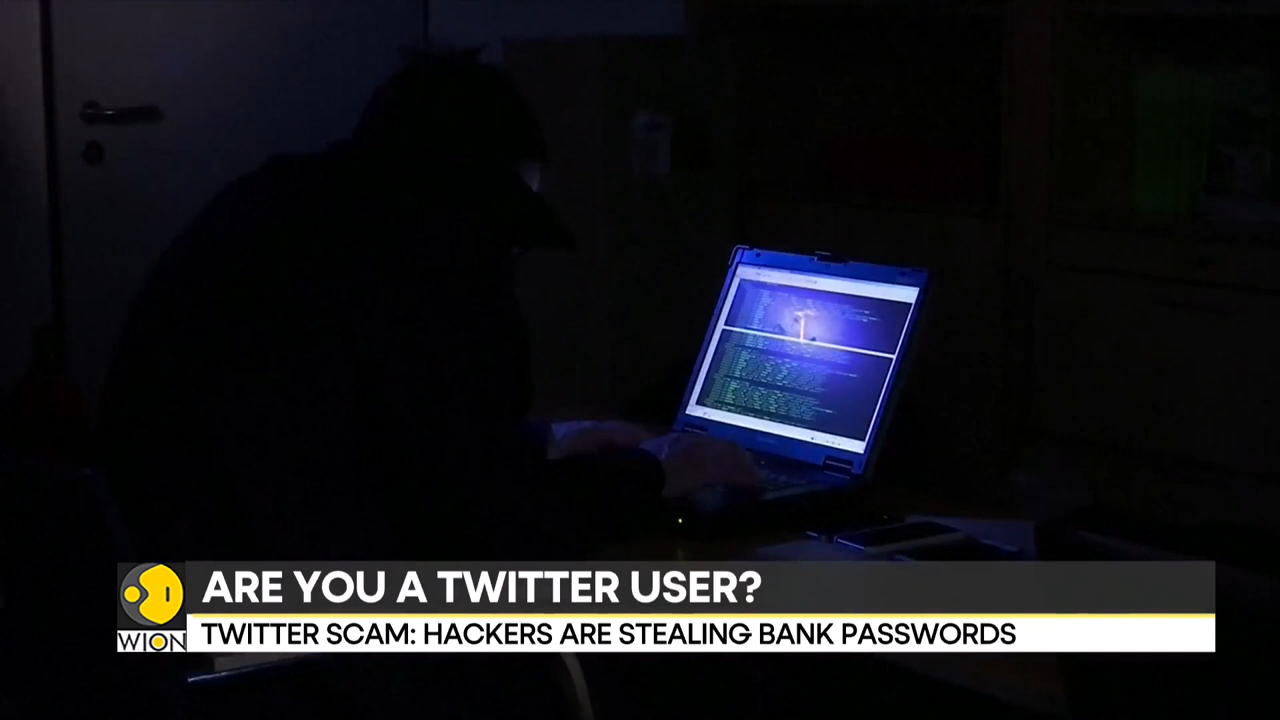 ARE YOU A TWITTER USER?
TWITTER SCAM: HACKERS ARE STEALING BANK PASSWORDS
WION